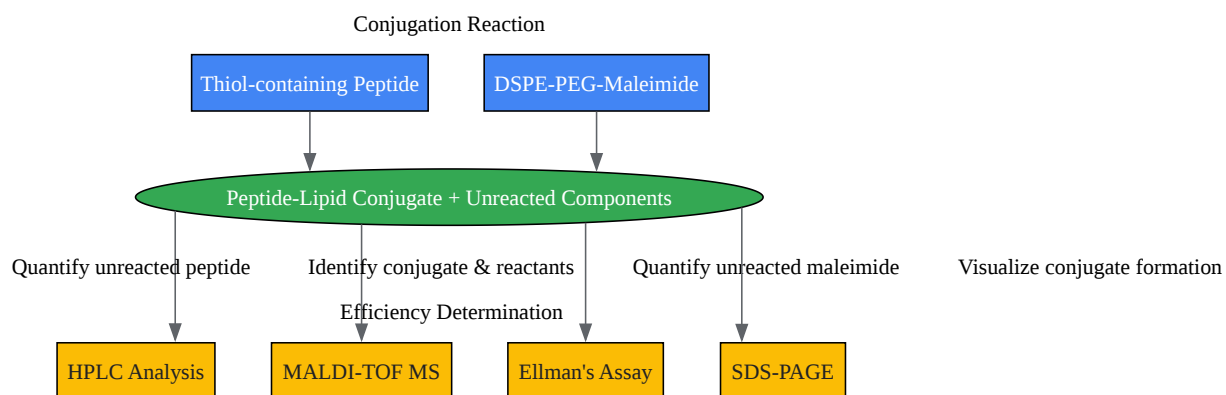 Conjugation Reaction
Thiol-containing Peptide
DSPE-PEG-Maleimide
Peptide-Lipid Conjugate + Unreacted Components
Quantify unreacted peptide
Identify conjugate & reactants
Quantify unreacted maleimide
Visualize conjugate formation
Efficiency Determination
HPLC Analysis
MALDI-TOF MS
Ellman's Assay
SDS-PAGE